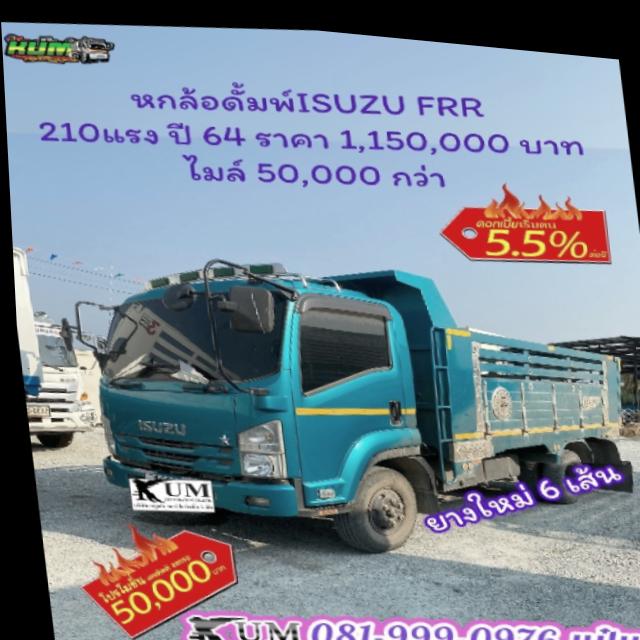 KUM
หกล้อดั้มพ์ISUZU FRR
210แรง ปี 64 ราคา 1,150,000 บาท
ไมล์ 50,000 กว่า
ดอกเบี้ยเริ่มต้น
5.5%
ต่อปี
ISUZU
KUM
ยางใหม่ 6 เส้น
โปรโมชั่น
50,000
บาท
KUM 081-999-0976